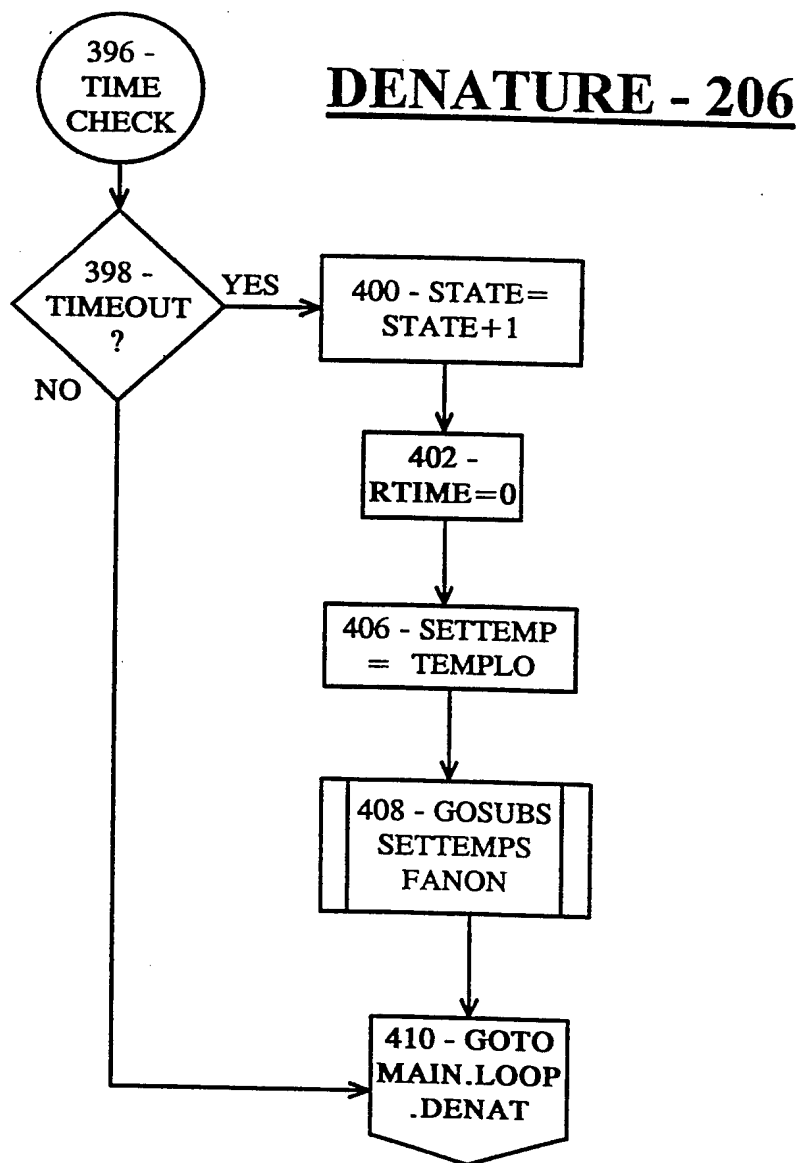 396 -
TIME
CHECK
DENATURE - 206
398 -
TIMEOUT
?
YES
NO
400 - STATE=
STATE+1
402 -
RTIME=0
406 - SETTEMP
= TEMPLO
408 - GOSUBS
SETTEMPS
FANON
410 - GOTO
MAIN.LOOP
.DENAT